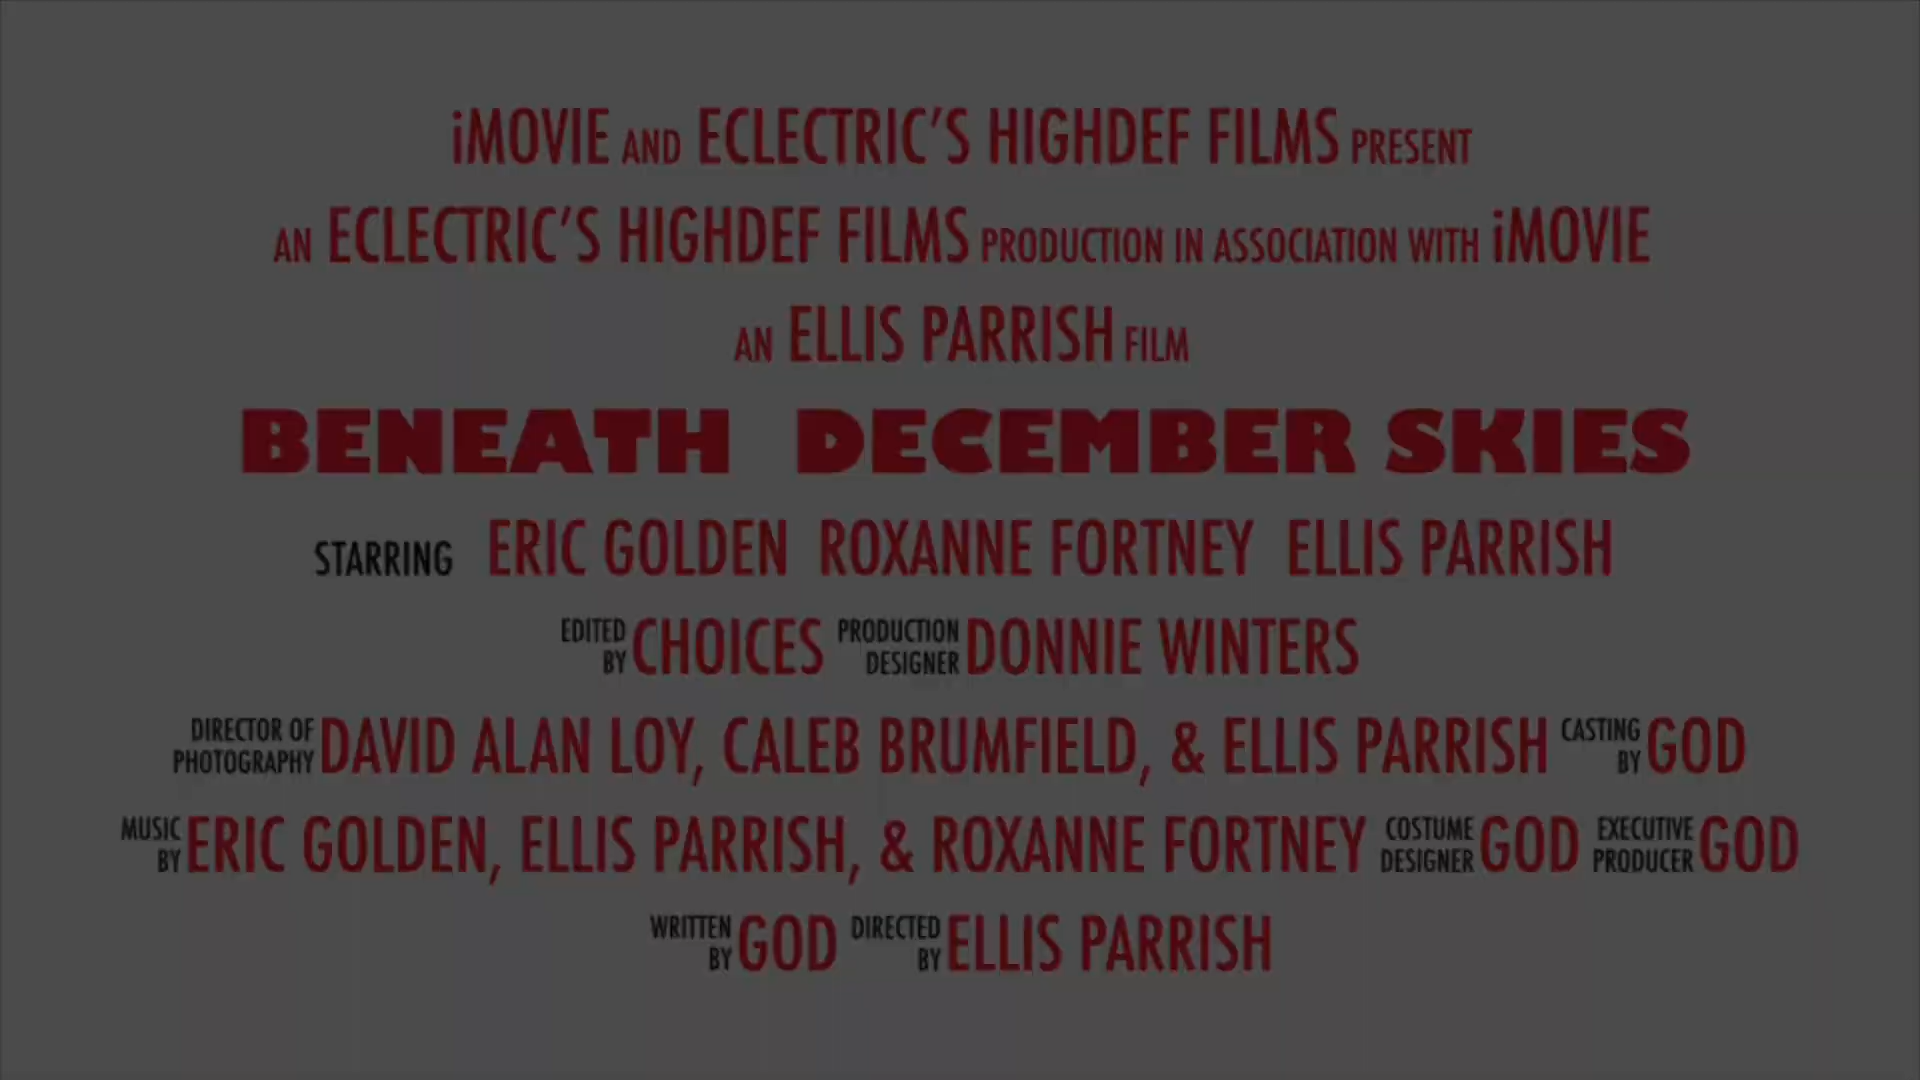 iMOVIE AND ECLECTRIC'S HIGHDEF FILMS PRESENT
AN ECLECTRIC'S HIGHDEF FILMS PRODUCTION IN ASSOCIATION WITH iMOVIE
AN ELLIS PARRISH FILM
BENEATH DECEMBER SKIES
STARRING ERIC GOLDEN ROXANNE FORTNEY ELLIS PARRISH
EDITED BY CHOICES PRODUCTION DESIGNER DONNIE WINTERS
DIRECTOR OF PHOTOGRAPHY DAVID ALAN LOY, CALEB BRUMFIELD, & ELLIS PARRISH CASTING BY GOD
MUSIC BY ERIC GOLDEN, ELLIS PARRISH, & ROXANNE FORTNEY COSTUME DESIGNER GOD EXECUTIVE PRODUCER GOD
WRITTEN BY GOD DIRECTED BY ELLIS PARRISH